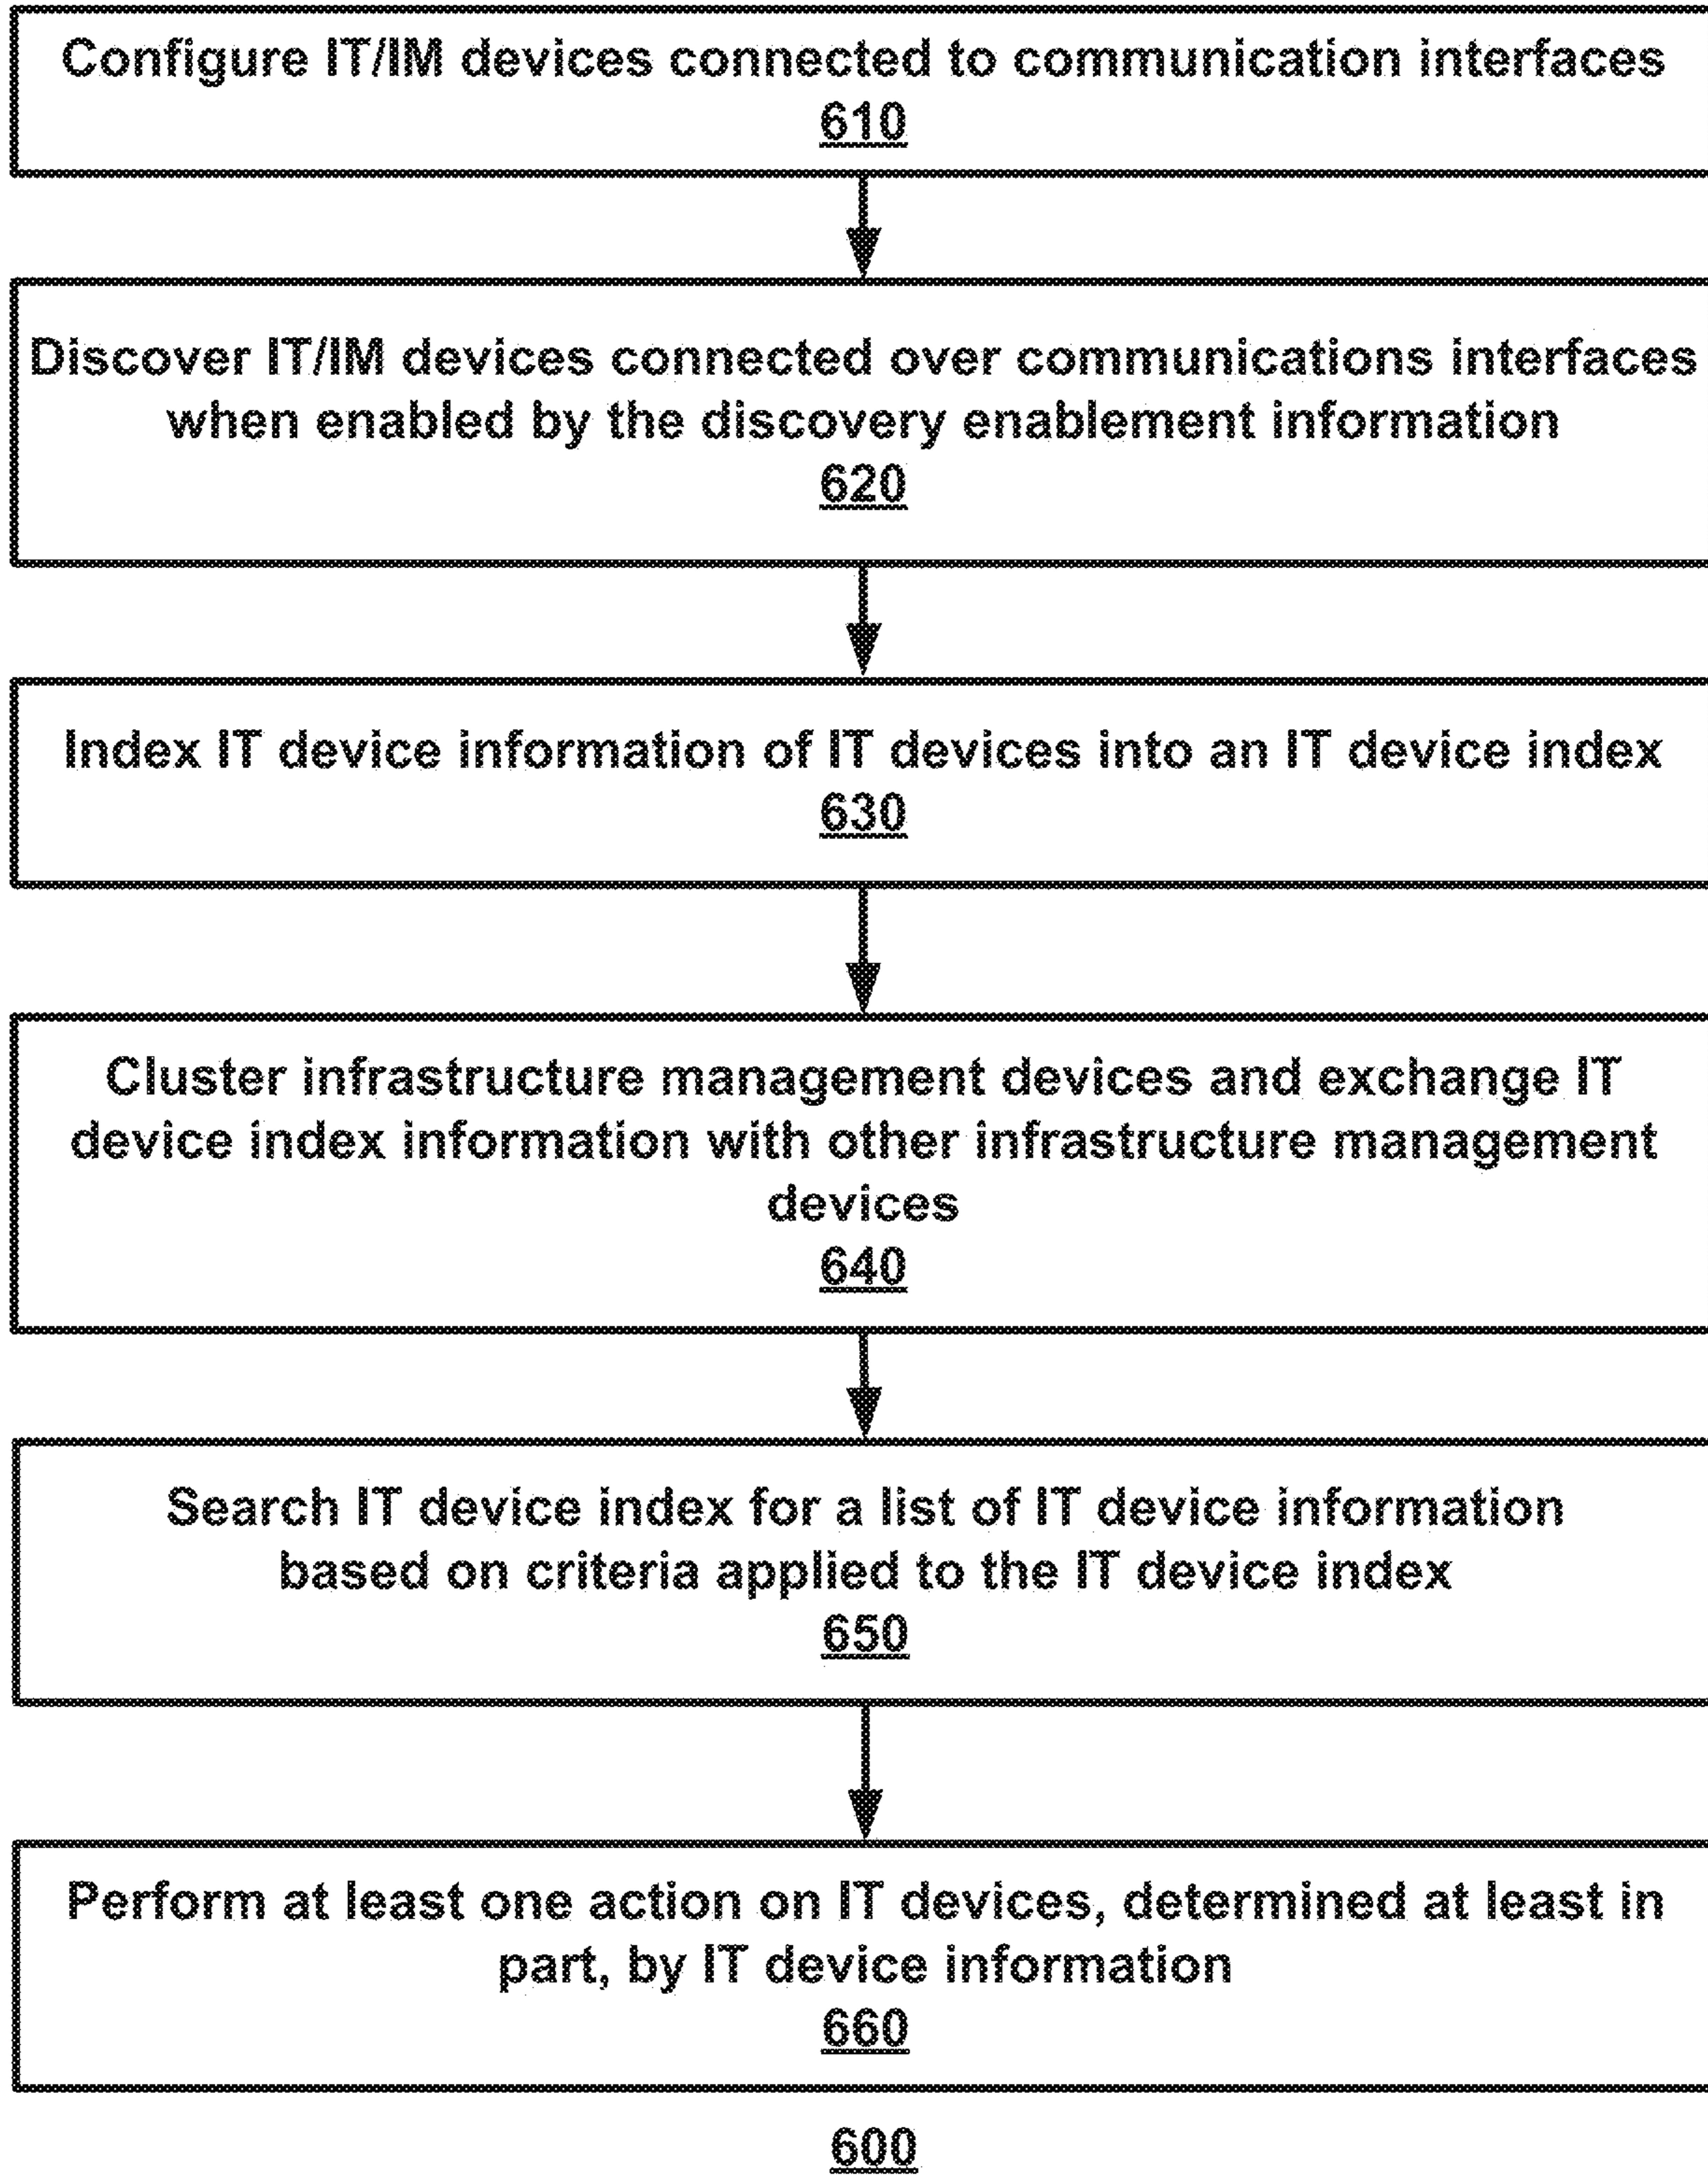 Configure IT/IM devices connected to communication interfaces
610
Discover IT/IM devices connected over communications interfaces
when enabled by the discovery enablement information
620
Index IT device information of IT devices into an IT device index
630
Cluster infrastructure management devices and exchange IT
device index information with other infrastructure management
devices
640
Search IT device index for a list of IT device information
based on criteria applied to the IT device index
650
Perform at least one action on IT devices, determined at least in
part, by IT device information
660
600